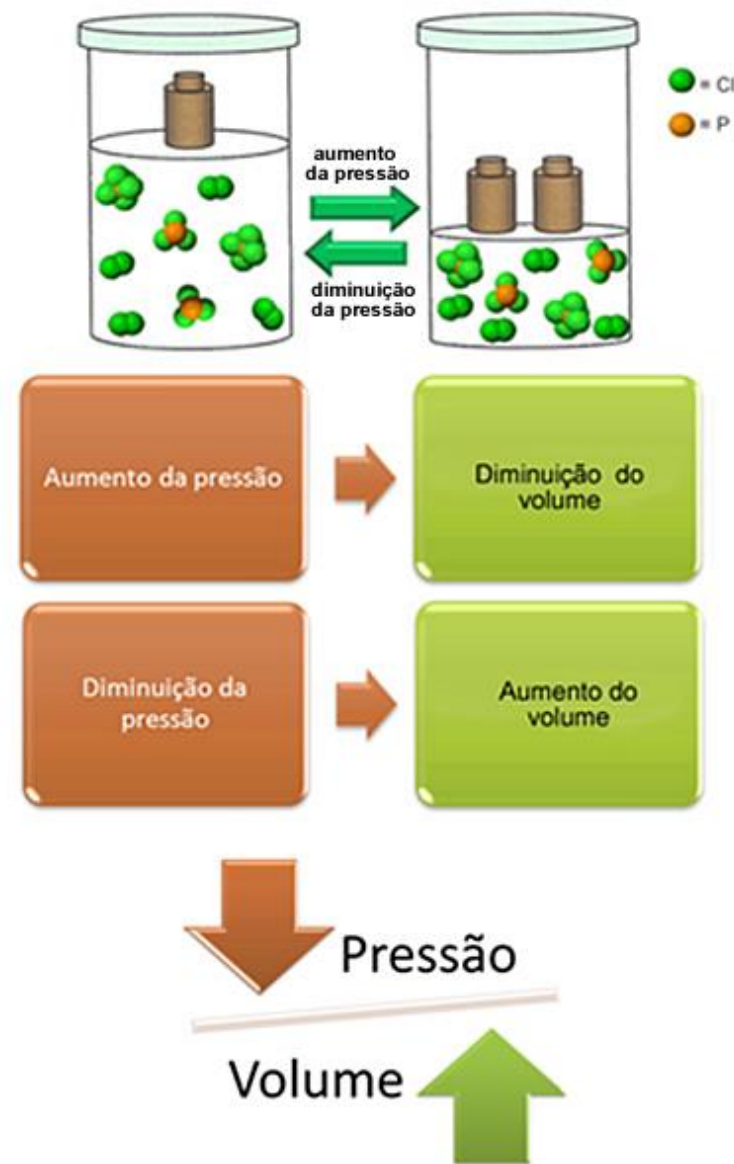 = Cl
= P
aumento
da pressão
diminuição
da pressão
Aumento da pressão
Diminuição do
volume
Diminuição da
pressão
Aumento do
volume
Pressão
Volume